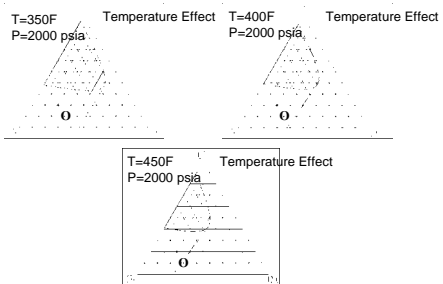 T=350F Temperature Effect
P=2000 psia
O
T=400F Temperature Effect
P=2000 psia
O
T=450F Temperature Effect
P=2000 psia
O